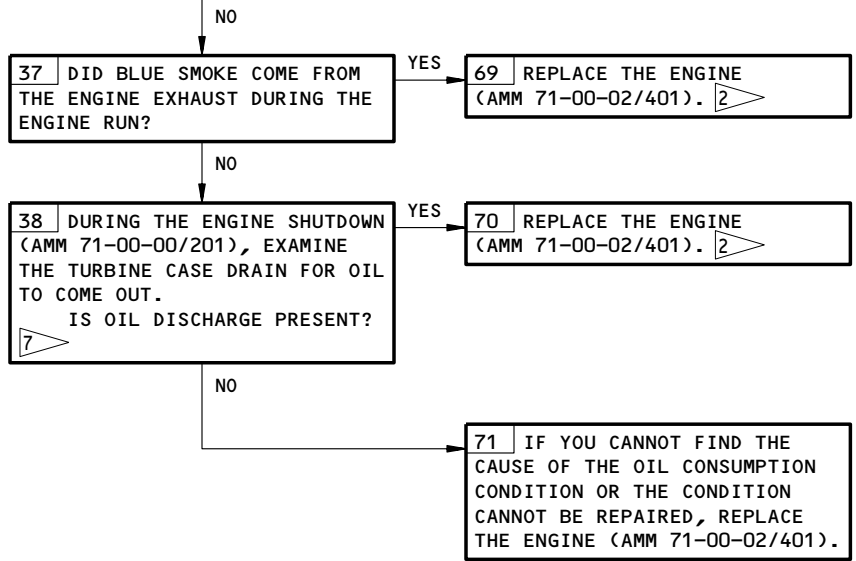 NO
37 DID BLUE SMOKE COME FROM
THE ENGINE EXHAUST DURING THE
ENGINE RUN?
YES
69 REPLACE THE ENGINE
(AMM 71-00-02/401). 2
NO
38 DURING THE ENGINE SHUTDOWN
(AMM 71-00-00/201), EXAMINE
THE TURBINE CASE DRAIN FOR OIL
TO COME OUT.
IS OIL DISCHARGE PRESENT?
7
YES
70 REPLACE THE ENGINE
(AMM 71-00-02/401). 2
NO
71 IF YOU CANNOT FIND THE
CAUSE OF THE OIL CONSUMPTION
CONDITION OR THE CONDITION
CANNOT BE REPAIRED, REPLACE
THE ENGINE (AMM 71-00-02/401).